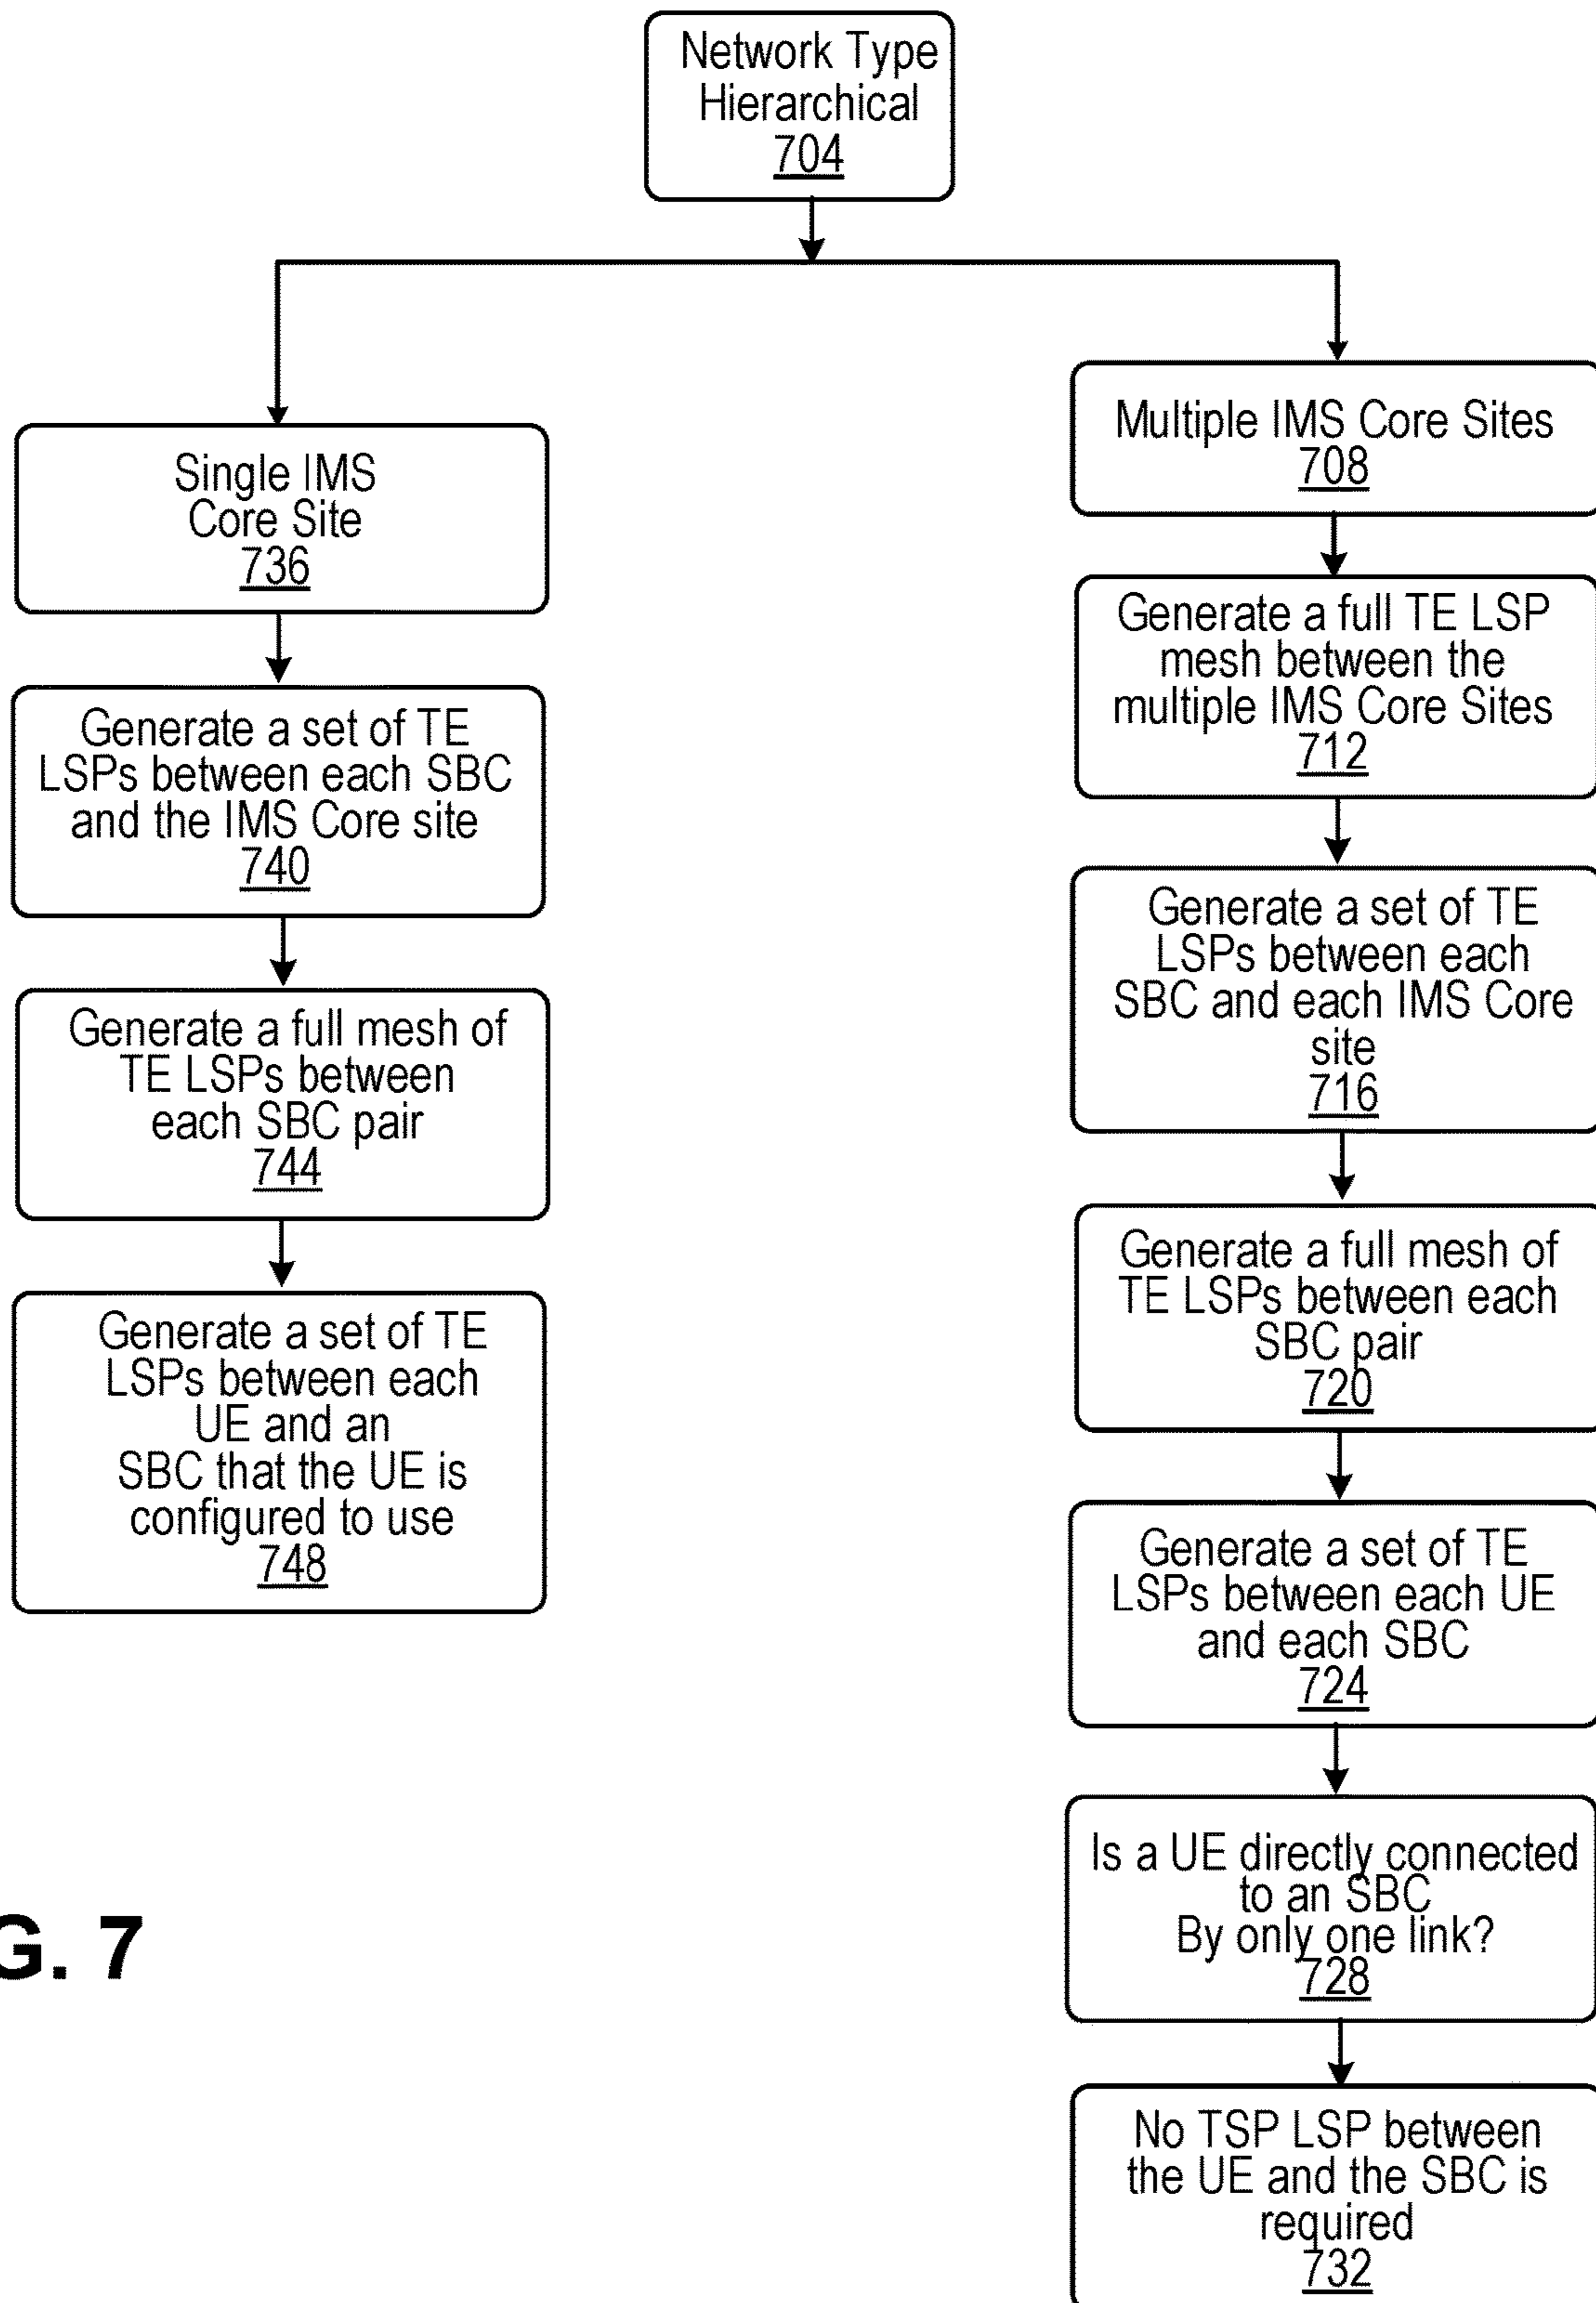 Network Type
Hierarchical
704
Single IMS
Core Site
736
Generate a set of TE
LSPs between each SBC
and the IMS Core site
740
Generate a full mesh of
TE LSPs between
each SBC pair
744
Generate a set of TE
LSPs between each
UE and an
SBC that the UE is
configured to use
748
Multiple IMS Core Sites
708
Generate a full TE LSP
mesh between the
multiple IMS Core Sites
712
Generate a set of TE
LSPs between each
SBC and each IMS Core
site
716
Generate a full mesh of
TE LSPs between each
SBC pair
720
Generate a set of TE
LSPs between each UE
and each SBC
724
Is a UE directly connected
to an SBC
By only one link?
728
No TSP LSP between
the UE and the SBC is
required
732
G. 7